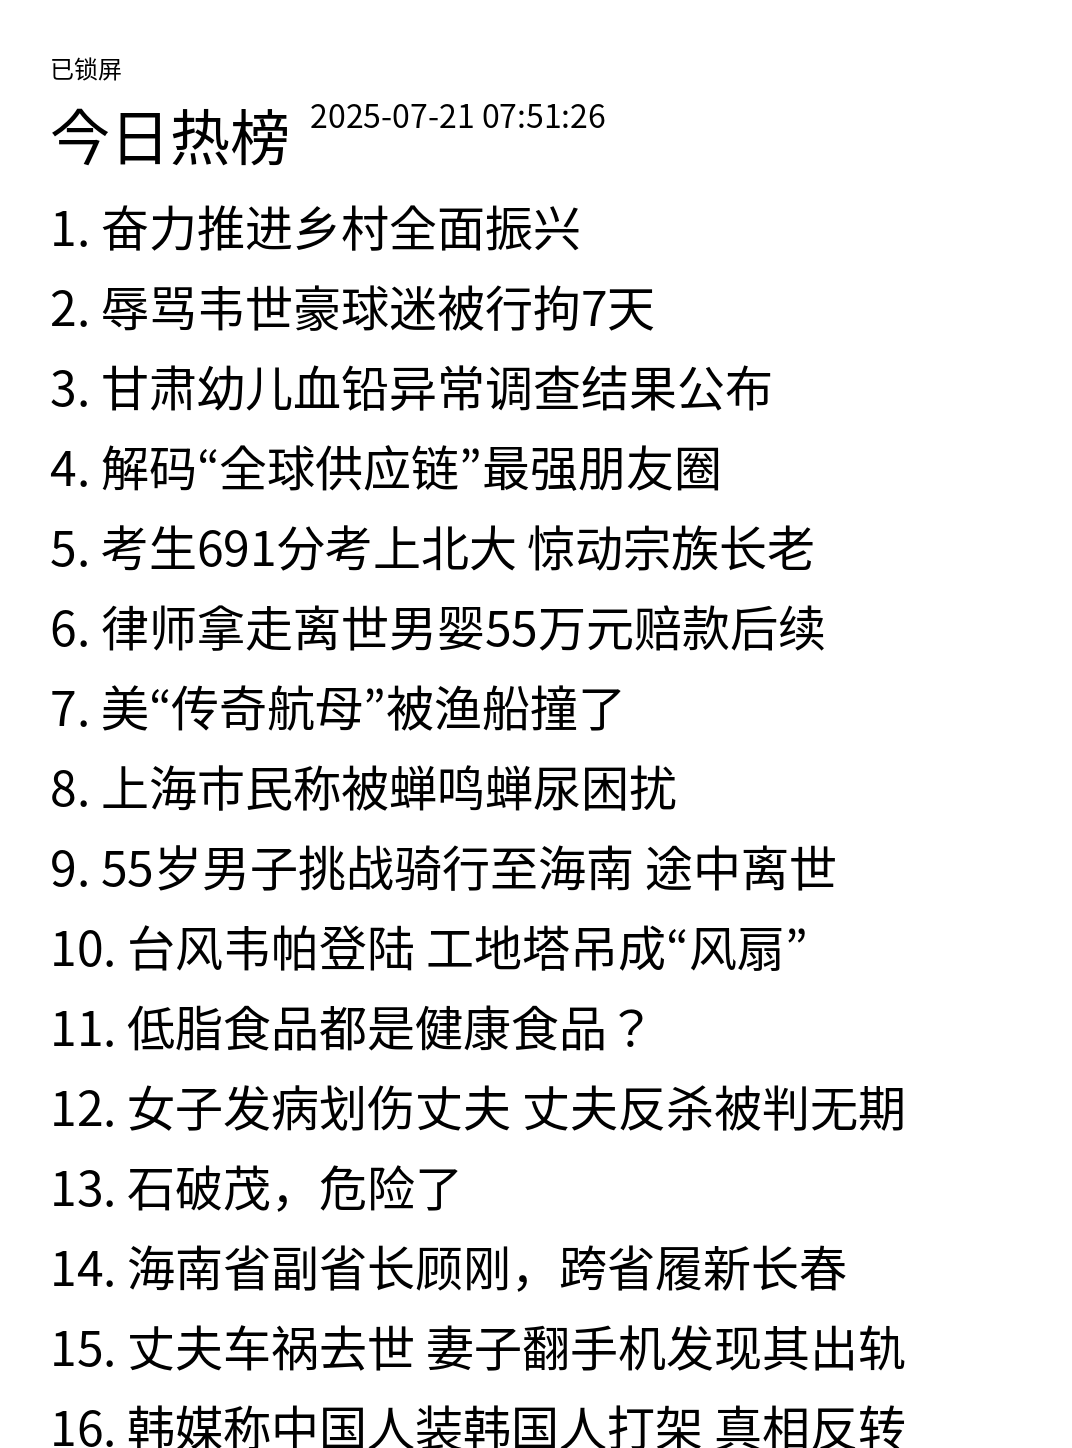 已锁屏
今日热榜 2025-07-21 07:51:26
1. 奋力推进乡村全面振兴
2. 辱骂韦世豪球迷被行拘7天
3. 甘肃幼儿血铅异常调查结果公布
4. 解码“全球供应链”最强朋友圈
5. 考生691分考上北大 惊动宗族长老
6. 律师拿走离世男婴55万元赔款后续
7. 美“传奇航母”被渔船撞了
8. 上海市民称被蝉鸣蝉尿困扰
9. 55岁男子挑战骑行至海南 途中离世
10. 台风韦帕登陆 工地塔吊成“风扇”
11. 低脂食品都是健康食品？
12. 女子发病划伤丈夫 丈夫反杀被判无期
13. 石破茂，危险了
14. 海南省副省长顾刚，跨省履新长春
15. 丈夫车祸去世 妻子翻手机发现其出轨
16. 韩媒称中国人装韩国人打架 真相反转